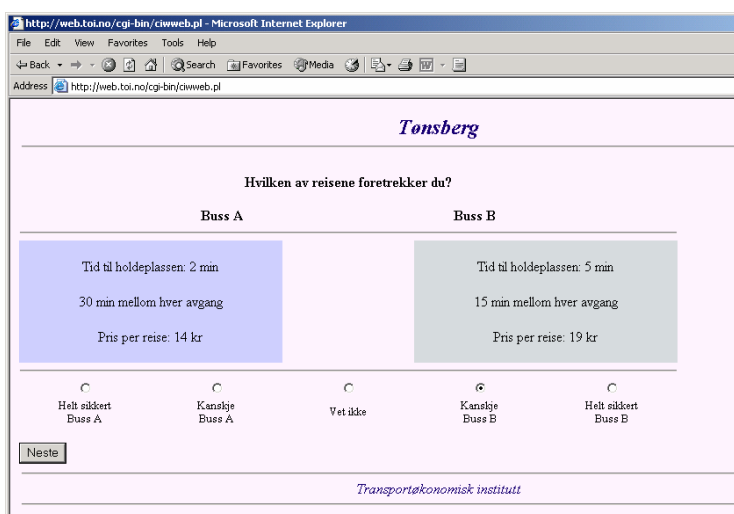 http://web.toi.no/cgi-bin/ciwweb.pl - Microsoft Internet Explorer
File Edit View Favorites Tools Help
Back Search Favorites Media
Address http://web.toi.no/cgi-bin/ciwweb.pl
Tønsberg
Hvilken av reisene foretrekker du?
Buss A Buss B
Tid til holdeplassen: 2 min Tid til holdeplassen: 5 min
30 min mellom hver avgang 15 min mellom hver avgang
Pris per reise: 14 kr Pris per reise: 19 kr
Helt sikkert Kanskje Vet ikke Kanskje Helt sikkert
Buss A Buss A Buss B Buss B
Neste
Transportøkonomisk institutt